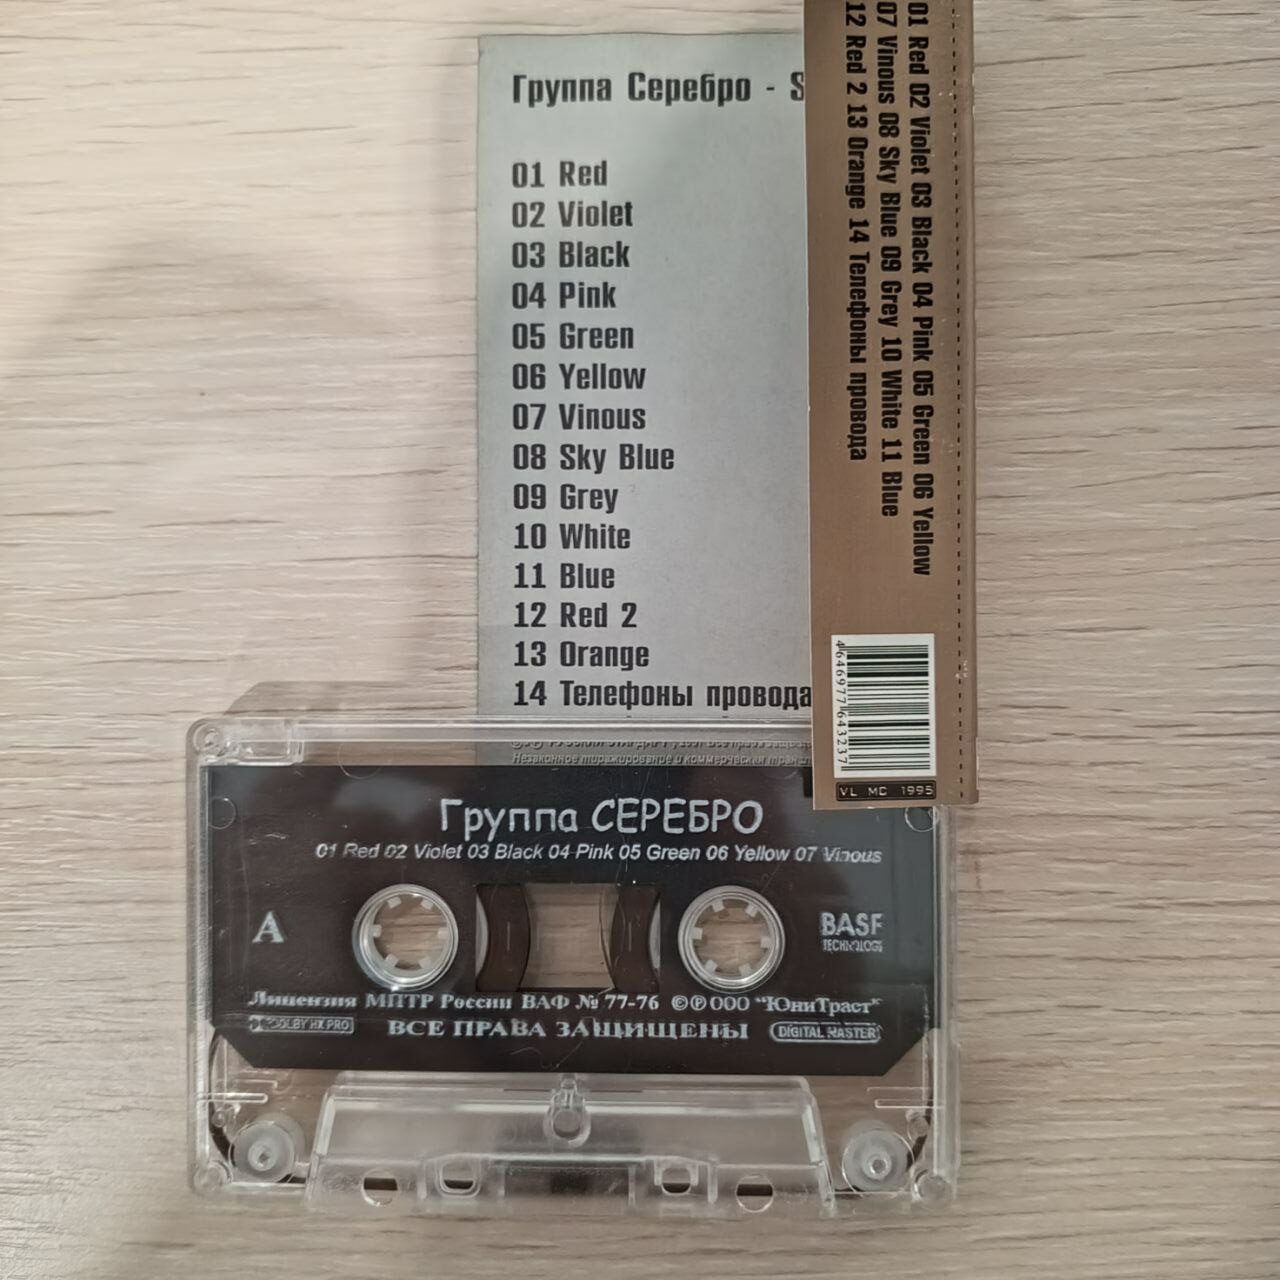 Группа Серебро - S
01 Red
02 Violet
03 Black
04 Pink
05 Green
06 Yellow
07 Vinous
08 Sky Blue
09 Grey
10 White
11 Blue
12 Red 2
13 Orange
14 Телефоны провода
Незаконное тиражирование и коммерческая
01 Red 02 Violet 03 Black 04 Pink 05 Green 06 Yellow
07 Vinous 08 Sky Blue 09 Grey 10 White 11 Blue
12 Red 2 13 Orange 14 Телефоны провода
4646977643237
VL MC 1995
Группа СЕРЕБРО
01 Red 02 Violet 03 Black 04 Pink 05 Green 06 Yellow 07 Vinous
A
BASF
TECHNOLOGY
Лицензия МПТР России ВАФ № 77-76 ©℗ ООО "ЮниТраст"
DOLBY HX PRO
ВСЕ ПРАВА ЗАЩИЩЕНЫ
DIGITAL MASTER